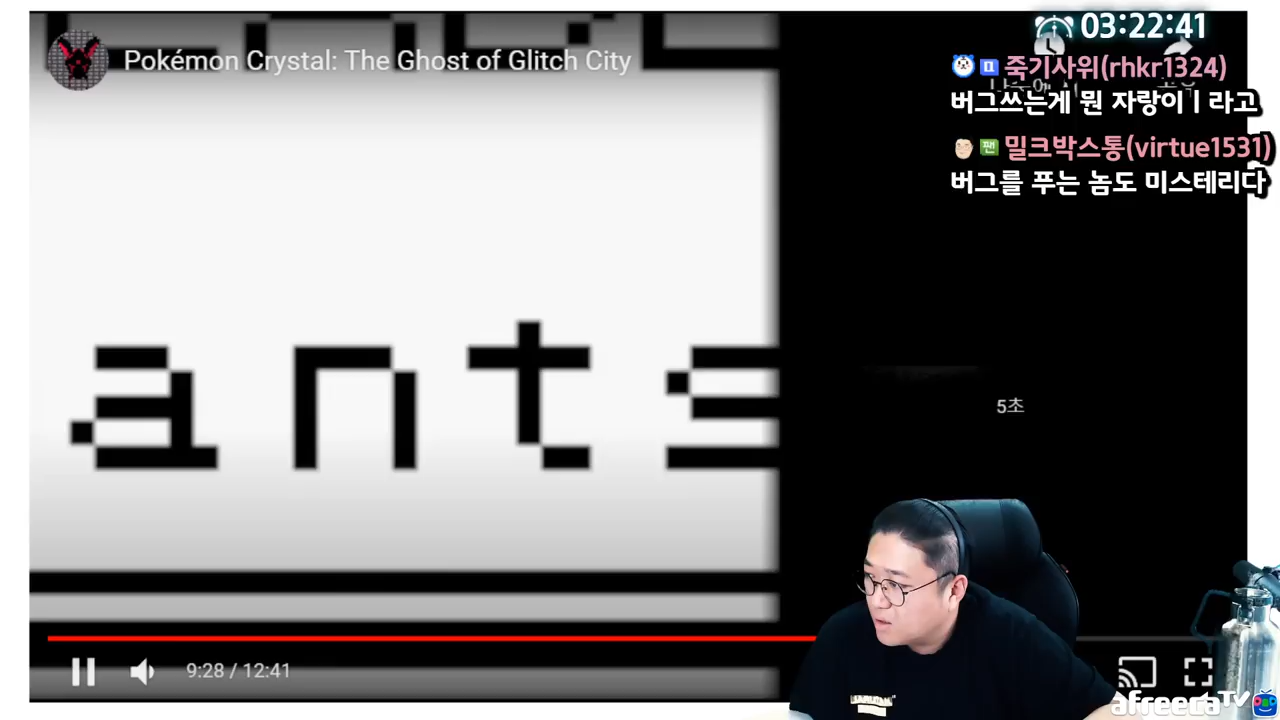 Pokémon Crystal: The Ghost of Glitch City
03:22:41
죽기사위(rhkr1324)
버그쓰는게 뭔 자랑이ㅣ라고
밀크박스통(virtue1531)
버그를 푸는 놈도 미스테리다
ants
5초
9:28 / 12:41
afreecaTV